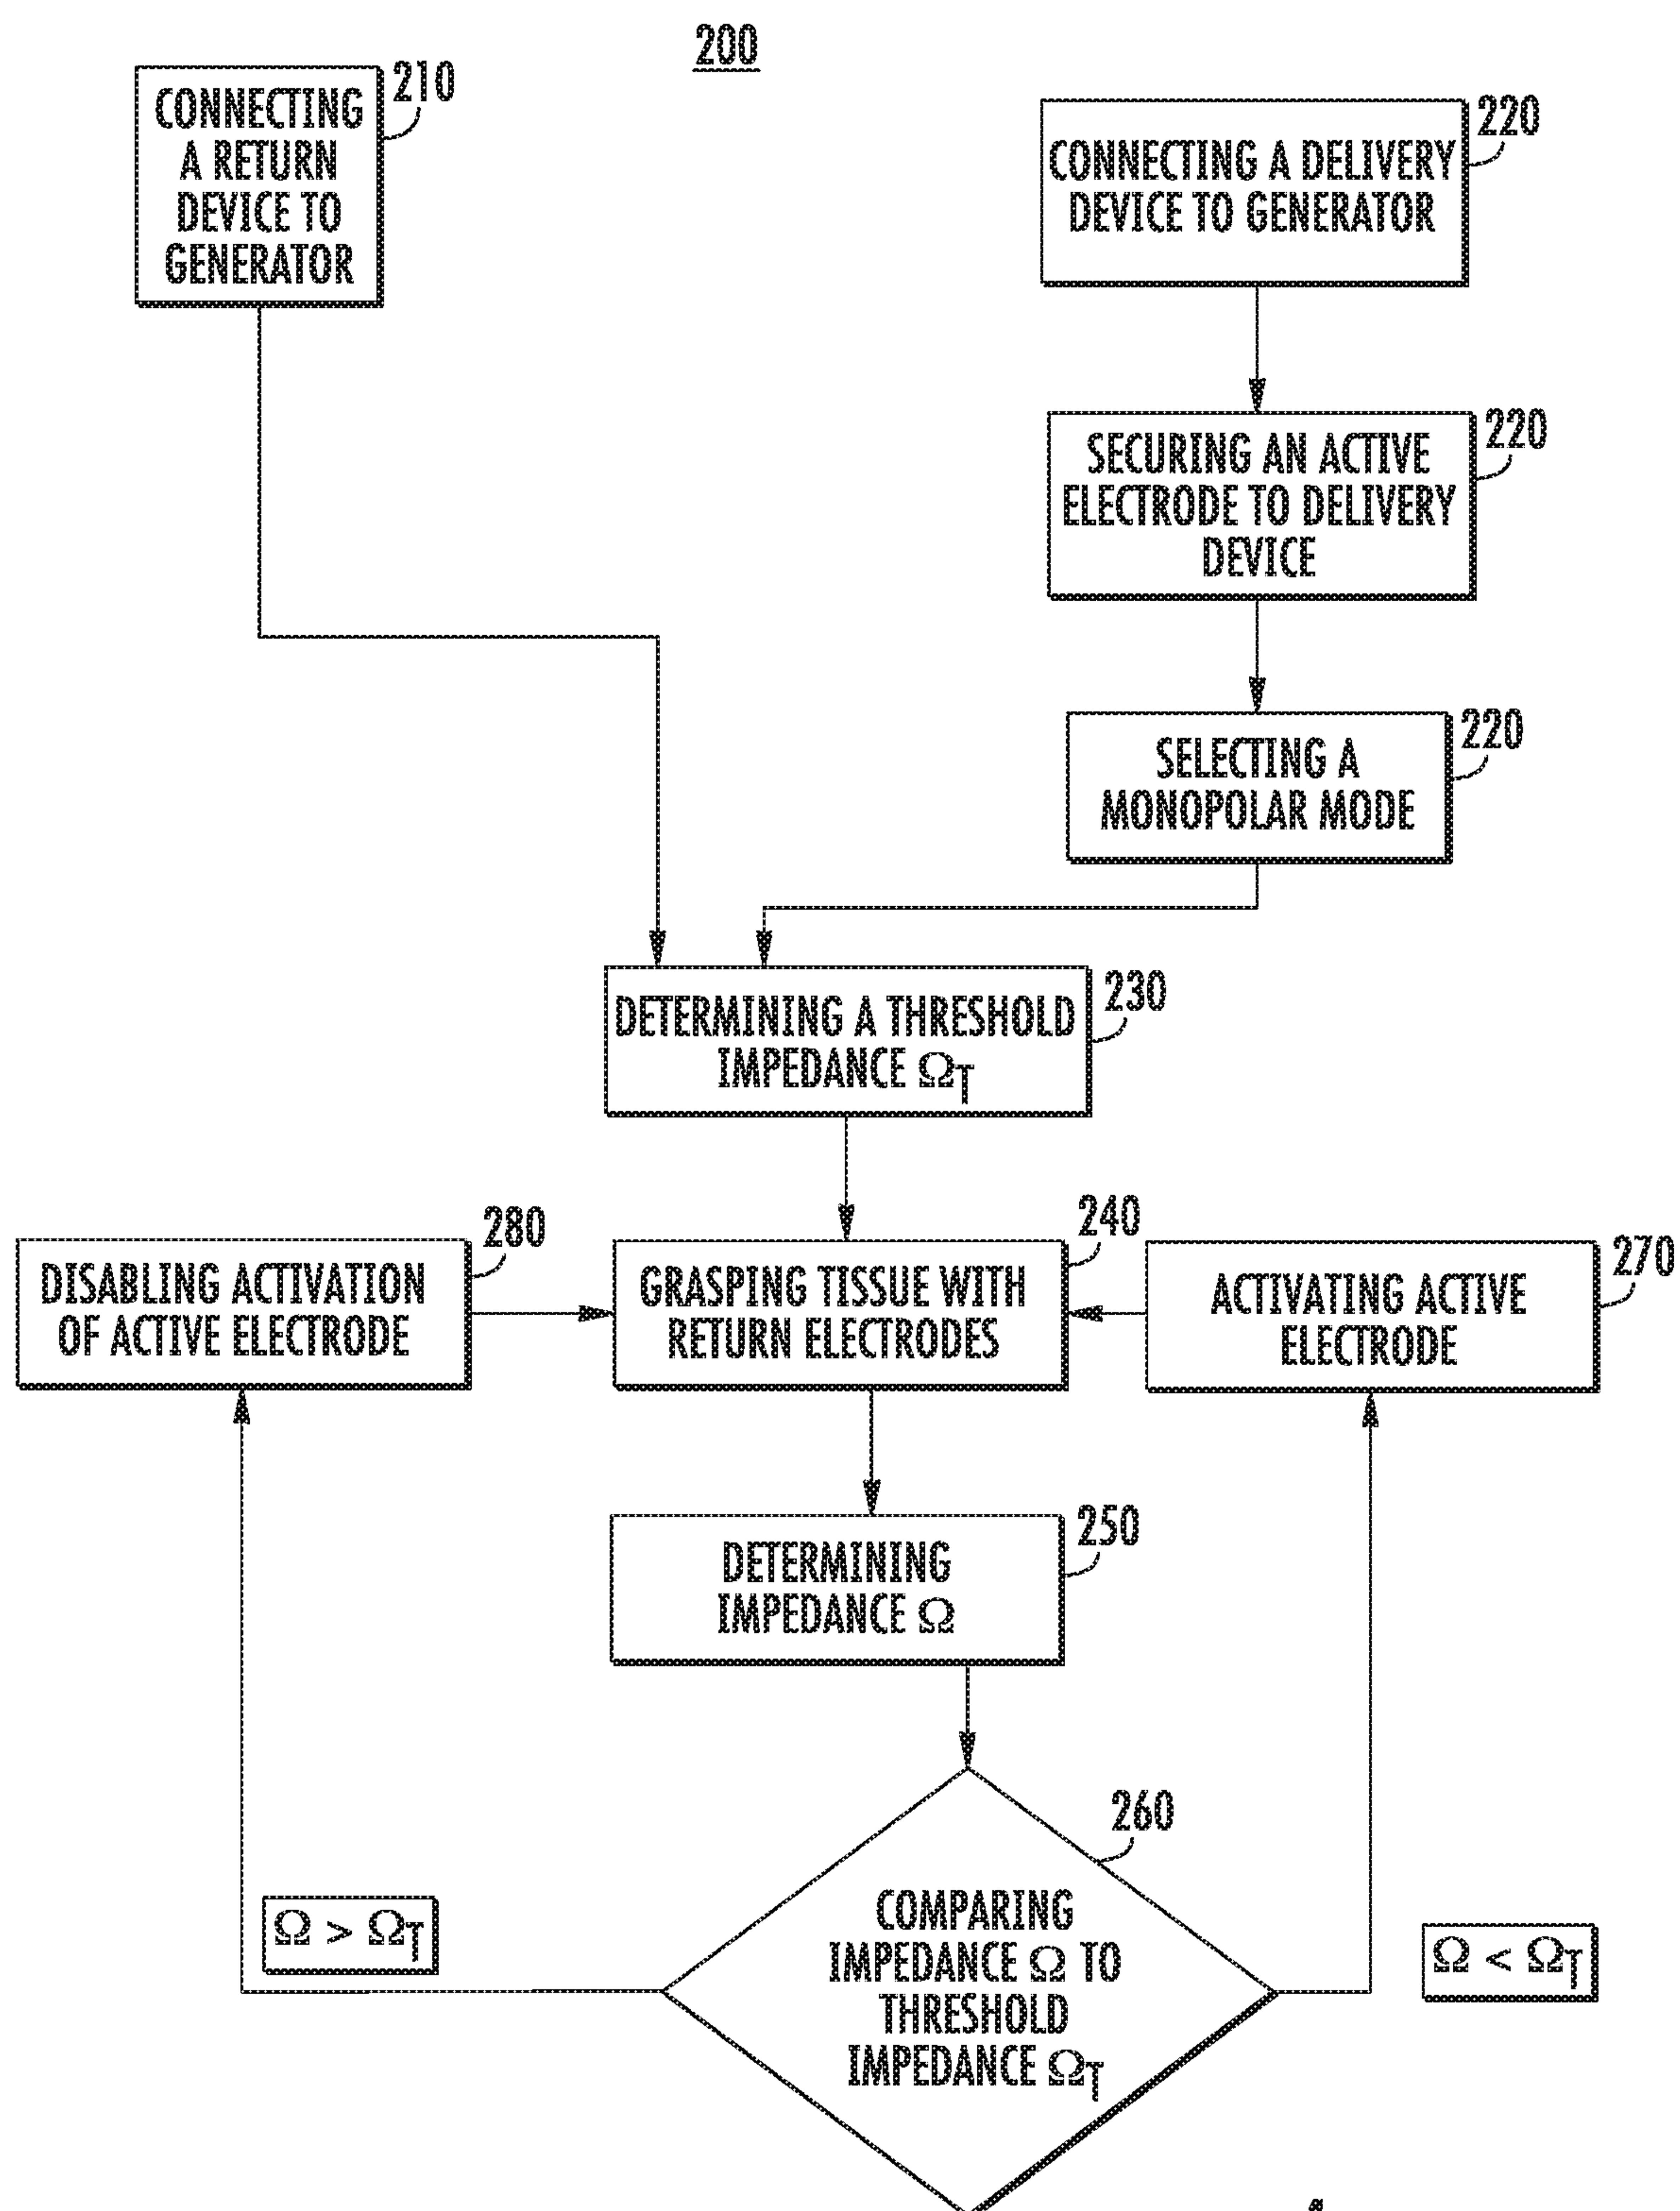 200
CONNECTING
A RETURN
DEVICE TO
GENERATOR
210
CONNECTING A DELIVERY
DEVICE TO GENERATOR
220
SECURING AN ACTIVE
ELECTRODE TO DELIVERY
DEVICE
220
SELECTING A
MONOPOLAR MODE
220
DETERMINING A THRESHOLD
IMPEDANCE ΩT
230
DISABLING ACTIVATION
OF ACTIVE ELECTRODE
280
GRASPING TISSUE WITH
RETURN ELECTRODES
240
ACTIVATING ACTIVE
ELECTRODE
270
DETERMINING
IMPEDANCE Ω
250
COMPARING
IMPEDANCE Ω TO
THRESHOLD
IMPEDANCE ΩT
260
Ω > ΩT
Ω < ΩT